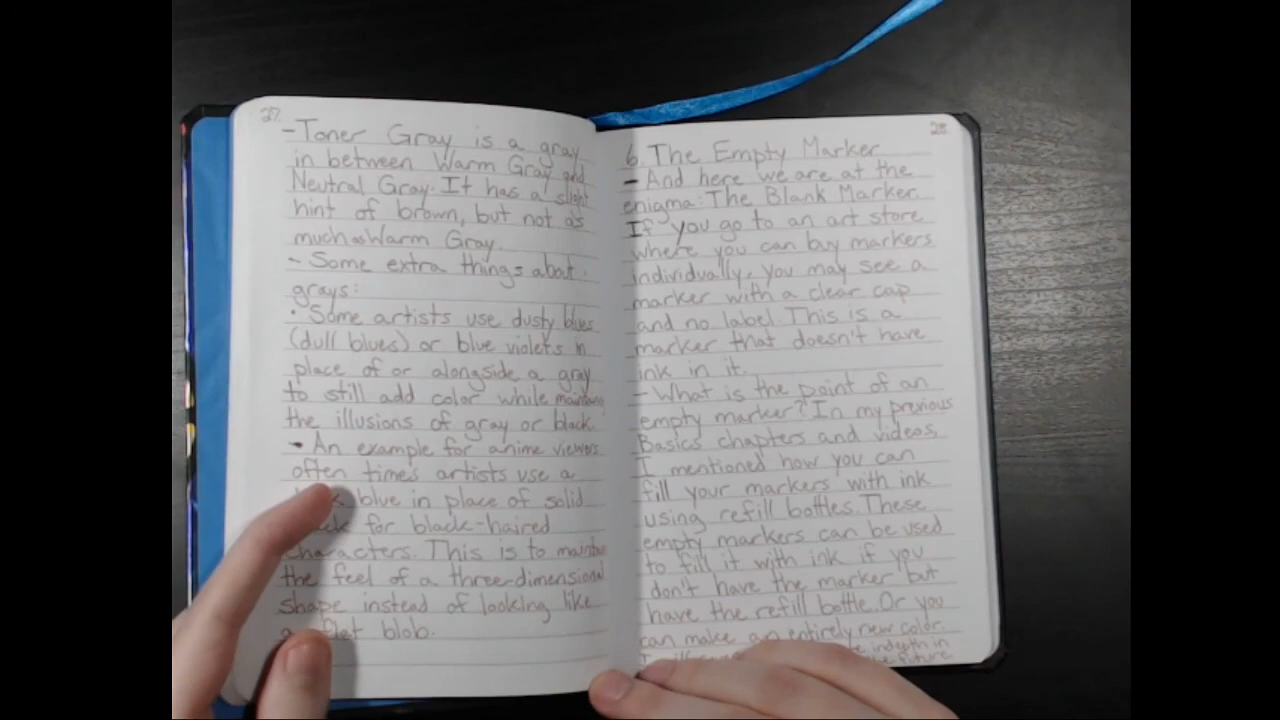 27.
-Toner Gray is a gray
in between Warm Gray and
Neutral Gray. It has a slight
hint of brown, but not as
much as Warm Gray.
- Some extra things about
grays:
• Some artists use dusty blues
(dull blues) or blue violets in
place of or alongside a gray
to still add color while maintaining
the illusions of gray or black.
• An example for anime viewers
often times artists use a
blue in place of solid
for black-haired
characters. This is to maintain
the feel of a three-dimensional
shape instead of looking like
a flat blob.
28
6. The Empty Marker
- And here we are at the
enigma: The Blank Marker.
If you go to an art store
where you can buy markers
individually, you may see a
marker with a clear cap
and no label. This is a
marker that doesn't have
ink in it.
- What is the point of an
empty marker? In my previous
Basics chapters and videos,
I mentioned how you can
fill your markers with ink
using refill bottles. These
empty markers can be used
to fill it with ink if you
don't have the marker but
have the refill bottle. Or you
can make an entirely new color.
I indepth in
future